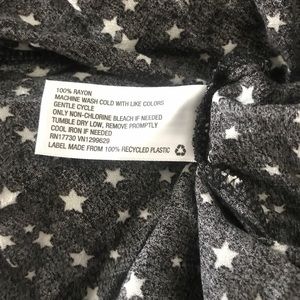 100% RAYON
MACHINE WASH COLD WITH LIKE COLORS
GENTLE CYCLE
ONLY NON-CHLORINE BLEACH IF NEEDED
TUMBLE DRY LOW, REMOVE PROMPTLY
COOL IRON IF NEEDED
RN17730 VN1299629
LABEL MADE FROM 100% RECYCLED PLASTIC